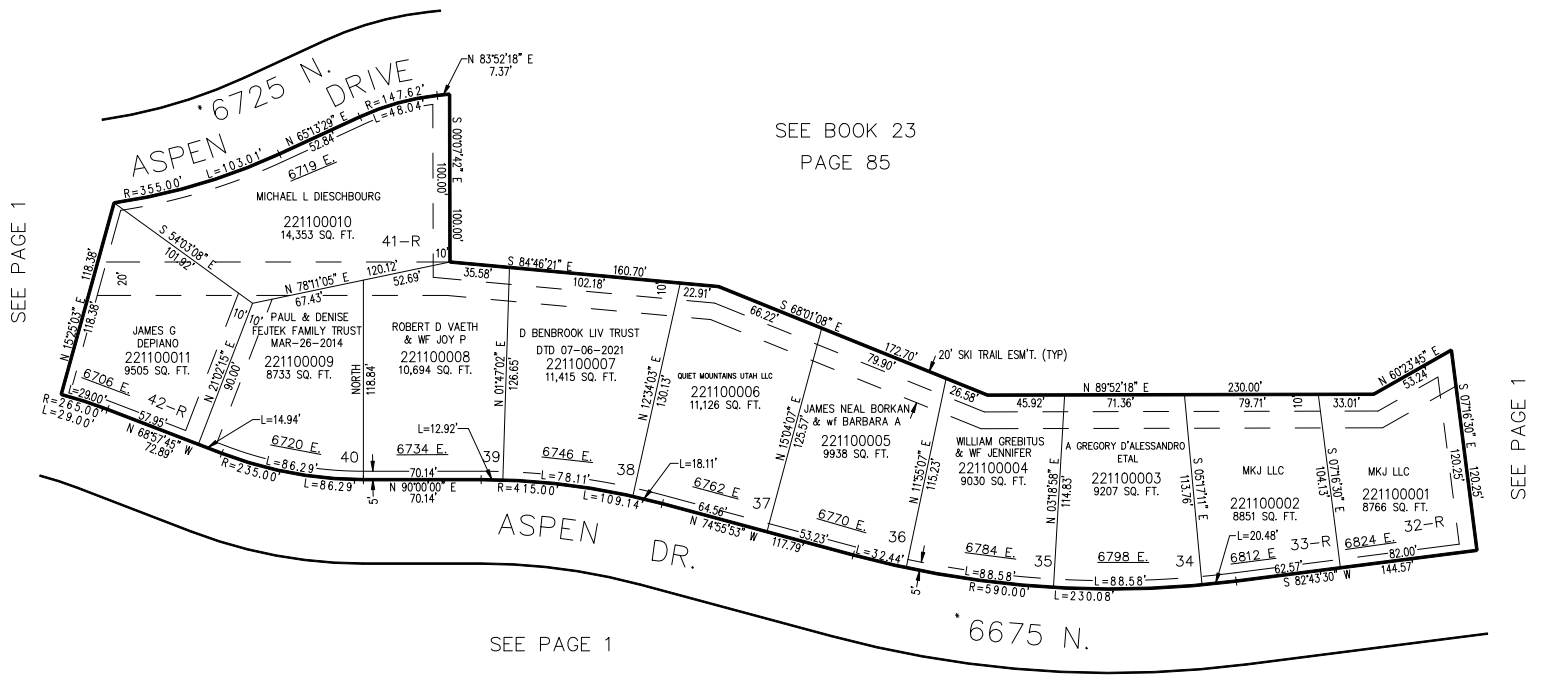 N 83°52'18" E
7.37'
* 6725 N.
ASPEN DRIVE
R=355.00'
L=103.01'
N 65°13'29" E
52.84'
R=147.62'
L=48.04'
6719 E.
S 00°07'42" E
100.00'
100.00'
SEE BOOK 23
PAGE 85
MICHAEL L DIESCHBOURG
221100010
14,353 SQ. FT.
41-R
SEE PAGE 1
S 54°03'08" E
101.92'
N 78°11'05" E
120.12'
67.43'
52.69'
10'
N 15°25'03" E
118.38'
118.38'
20'
JAMES G
DEPIANO
221100011
9505 SQ. FT.
6706 E.
42-R
L=29.00'
57.95'
R=265.00'
L=29.00'
N 68°57'45" W
72.89'
10'
10'
N 21°02'15" E
90.00'
PAUL & DENISE
FEJTEK FAMILY TRUST
MAR-26-2014
221100009
8733 SQ. FT.
L=14.94'
6720 E.
40
L=86.29'
R=235.00'
L=86.29'
5'
NORTH
118.84'
S 84°46'21" E
160.70'
35.58'
102.18'
10'
22.91'
ROBERT D VAETH
& WF JOY P
221100008
10,694 SQ. FT.
L=12.92'
6734 E.
39
70.14'
N 90°00'00" E
70.14'
N 01°47'02" E
126.65'
D BENBROOK LIV TRUST
DTD 07-06-2021
221100007
11,415 SQ. FT.
6746 E.
38
L=78.11'
R=415.00'
L=109.14'
N 12°34'03" E
130.13'
S 68°01'08" E
172.70'
66.22'
79.90'
26.58'
20' SKI TRAIL ESM'T. (TYP)
QUIET MOUNTAINS UTAH LLC
221100006
11,126 SQ. FT.
L=18.11'
6762 E
37
64.56'
N 74°55'53" W
117.79'
N 15°04'07" E
125.57'
JAMES NEAL BORKAN
& wf BARBARA A
221100005
9938 SQ. FT.
6770 E.
36
53.23'
L=32.44'
5'
N 11°55'07" E
115.23'
N 89°52'18" E
230.00'
45.92'
71.36'
79.71'
10'
33.01'
WILLIAM GREBITUS
& WF JENNIFER
221100004
9030 SQ. FT.
6784 E.
35
L=88.58'
R=590.00'
L=230.08'
N 03°18'58" E
114.83'
A GREGORY D'ALESSANDRO
ETAL
221100003
9207 SQ. FT.
6798 E.
34
L=88.58'
S 05°17'11" E
113.76'
MKJ LLC
221100002
8851 SQ. FT.
L=20.48'
6812 E
33-R
62.57'
S 82°43'30" W
144.57'
S 07°16'30" E
104.13'
N 60°23'45" E
53.24'
MKJ LLC
221100001
8766 SQ. FT.
6824 E.
32-R
82.00'
S 07°16'30" E
120.25'
120.25'
SEE PAGE 1
ASPEN DR.
* 6675 N.
SEE PAGE 1